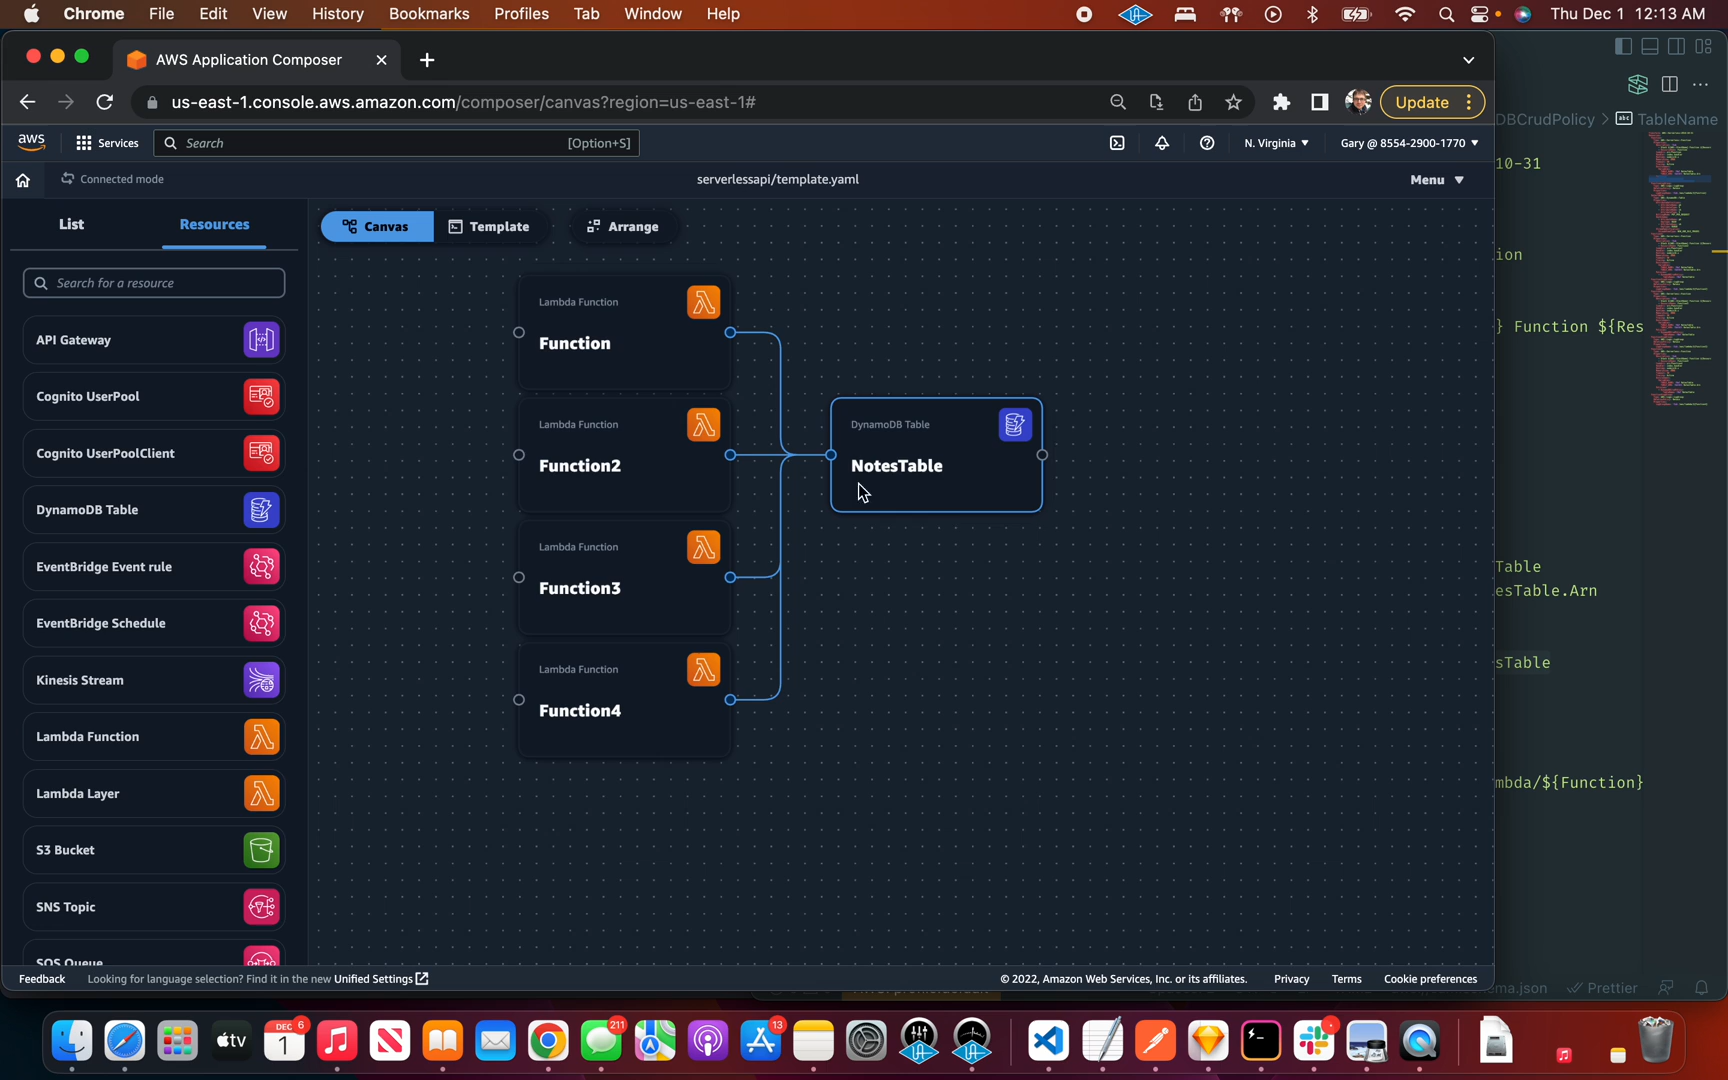 Chrome File Edit View History Bookmarks Profiles Tab Window Help
Thu Dec 1 12:13 AM
AWS Application Composer
us-east-1.console.aws.amazon.com/composer/canvas?region=us-east-1#
Update
aws Services Search [Option+S] N. Virginia Gary @ 8554-2900-1770
Connected mode serverlessapi/template.yaml Menu
List Resources
Canvas Template Arrange
Search for a resource
API Gateway
Cognito UserPool
Cognito UserPoolClient
DynamoDB Table
EventBridge Event rule
EventBridge Schedule
Kinesis Stream
Lambda Function
Lambda Layer
S3 Bucket
SNS Topic
SQS Queue
Lambda Function
Function
Lambda Function
Function2
Lambda Function
Function3
Lambda Function
Function4
DynamoDB Table
NotesTable
DBCrudPolicy > abc TableName
10-31
ion
} Function ${Res
Table
esTable.Arn
sTable
mbda/${Function}
ma.json Prettier
Feedback Looking for language selection? Find it in the new Unified Settings
© 2022, Amazon Web Services, Inc. or its affiliates. Privacy Terms Cookie preferences
tv
DEC 6
1
211
13